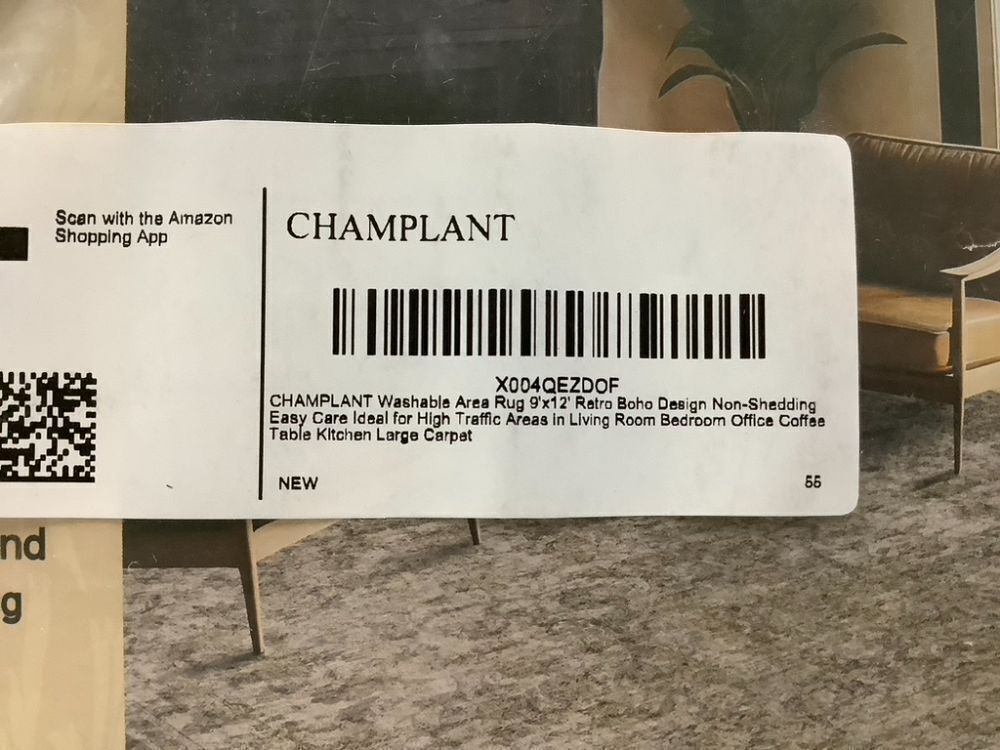 Scan with the Amazon
Shopping App
CHAMPLANT
X004QEZDOF
CHAMPLANT Washable Area Rug 9'x12' Retro Boho Design Non-Shedding
Easy Care Ideal for High Traffic Areas in Living Room Bedroom Office Coffee
Table Kitchen Large Carpet
NEW
55
nd
g